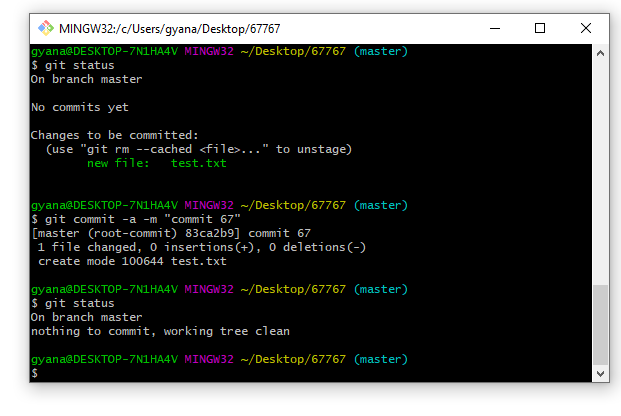 MINGW32:/c/Users/gyana/Desktop/67767
gyana@DESKTOP-7N1HA4V MINGW32 ~/Desktop/67767 (master)
$ git status
On branch master
No commits yet
Changes to be committed:
  (use "git rm --cached <file>..." to unstage)
        new file:   test.txt
gyana@DESKTOP-7N1HA4V MINGW32 ~/Desktop/67767 (master)
$ git commit -a -m "commit 67"
[master (root-commit) 83ca2b9] commit 67
 1 file changed, 0 insertions(+), 0 deletions(-)
 create mode 100644 test.txt
gyana@DESKTOP-7N1HA4V MINGW32 ~/Desktop/67767 (master)
$ git status
On branch master
nothing to commit, working tree clean
gyana@DESKTOP-7N1HA4V MINGW32 ~/Desktop/67767 (master)
$